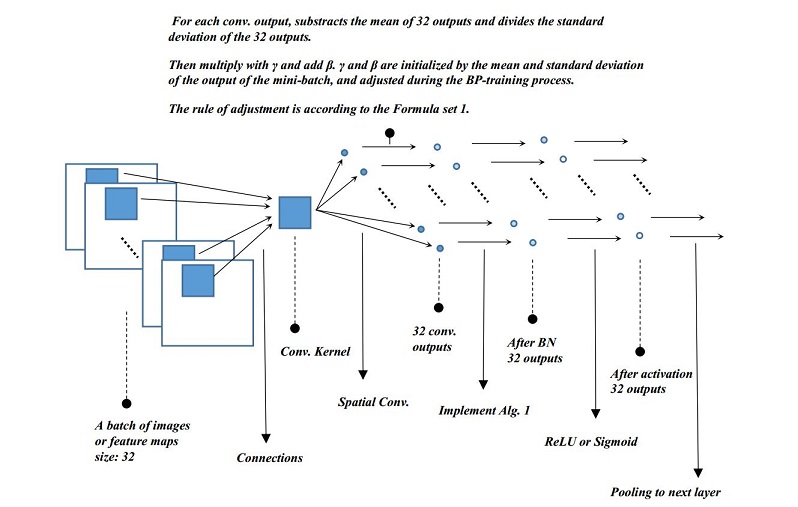 For each conv. output, substracts the mean of 32 outputs and divides the standard
deviation of the 32 outputs.
Then multiply with γ and add β. γ and β are initialized by the mean and standard deviation
of the output of the mini-batch, and adjusted during the BP-training process.
The rule of adjustment is according to the Formula set 1.
32 conv.
outputs
After BN
32 outputs
Conv. Kernel
After activation
32 outputs
Spatial Conv.
Implement Alg. 1
A batch of images
or feature maps
size: 32
ReLU or Sigmoid
Connections
Pooling to next layer